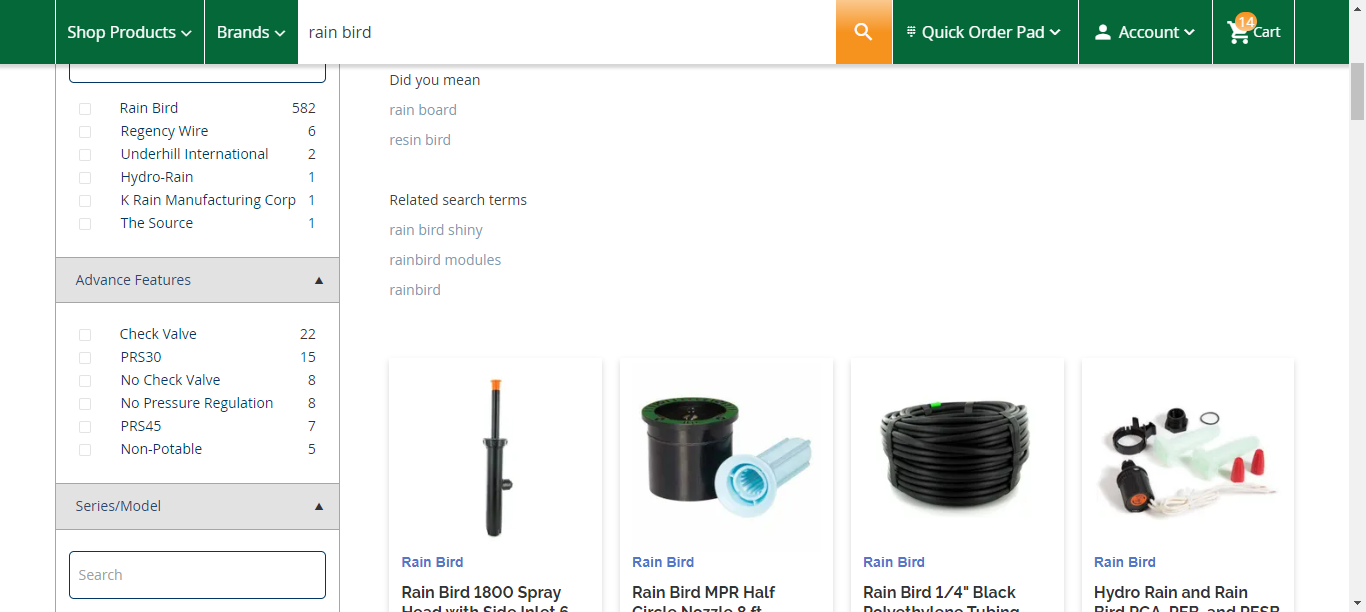 Shop Products
Brands
rain bird
Quick Order Pad
Account
14
Cart
Rain Bird 582
Regency Wire 6
Underhill International 2
Hydro-Rain 1
K Rain Manufacturing Corp 1
The Source 1
Advance Features
Check Valve 22
PRS30 15
No Check Valve 8
No Pressure Regulation 8
PRS45 7
Non-Potable 5
Series/Model
Search
Did you mean
rain board
resin bird
Related search terms
rain bird shiny
rainbird modules
rainbird
Rain Bird
Rain Bird 1800 Spray
Head with Side Inlet 6
Rain Bird
Rain Bird MPR Half
Circle Nozzle 8 ft
Rain Bird
Rain Bird 1/4" Black
Polyethylene Tubing
Rain Bird
Hydro Rain and Rain
Bird PGA, PEB, and PESB